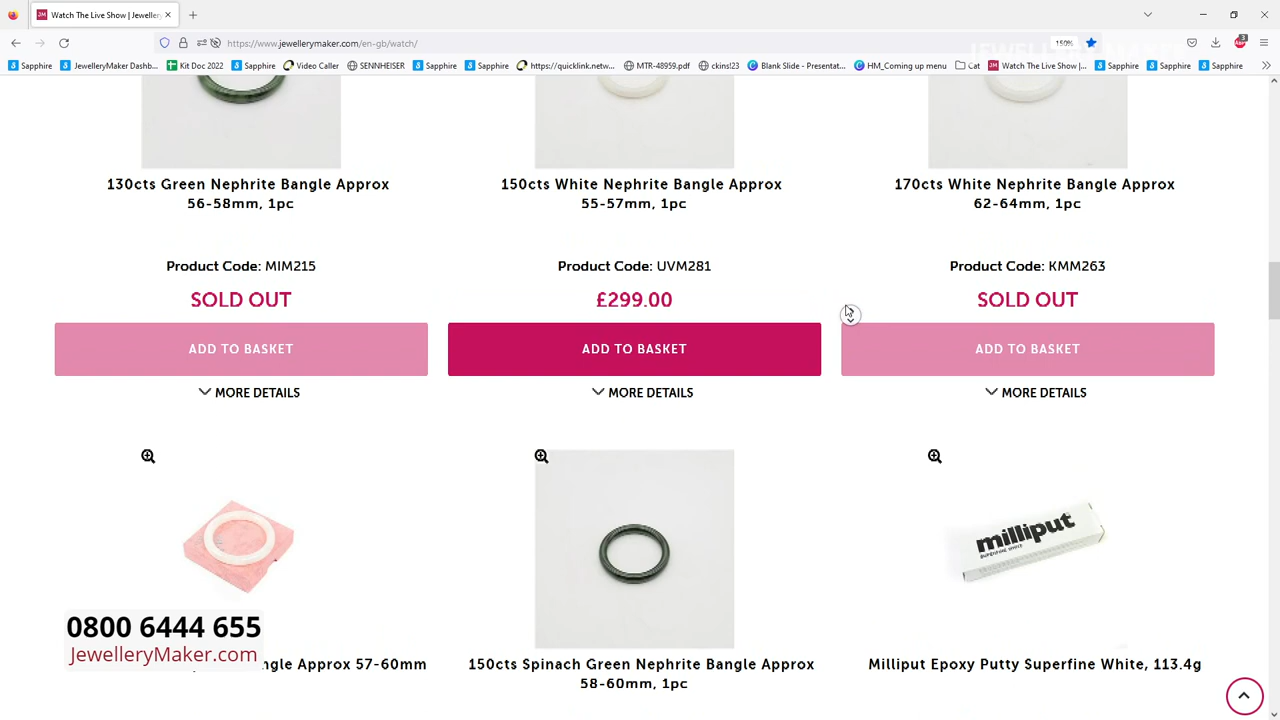 Watch The Live Show | Jeweller
https://www.jewellerymaker.com/en-gb/watch/
150%
3
JEWELLERYMAKER
Sapphire
JewelleryMaker Dashb...
Kit Doc 2022
Sapphire
Video Caller
SENNHEISER
Sapphire
Sapphire
https://quicklink.netw...
MTR-48959.pdf
ckins!23
Blank Slide - Presentat...
HM_Coming up menu
Cat
Watch The Live Show |...
Sapphire
Sapphire
Sapphire
130cts Green Nephrite Bangle Approx
56-58mm, 1pc
Product Code: MIM215
SOLD OUT
ADD TO BASKET
MORE DETAILS
150cts White Nephrite Bangle Approx
55-57mm, 1pc
Product Code: UVM281
£299.00
ADD TO BASKET
MORE DETAILS
170cts White Nephrite Bangle Approx
62-64mm, 1pc
Product Code: KMM263
SOLD OUT
ADD TO BASKET
MORE DETAILS
milliput
SUPERFINE WHITE
0800 6444 655
JewelleryMaker.com
ngle Approx 57-60mm
150cts Spinach Green Nephrite Bangle Approx
58-60mm, 1pc
Milliput Epoxy Putty Superfine White, 113.4g